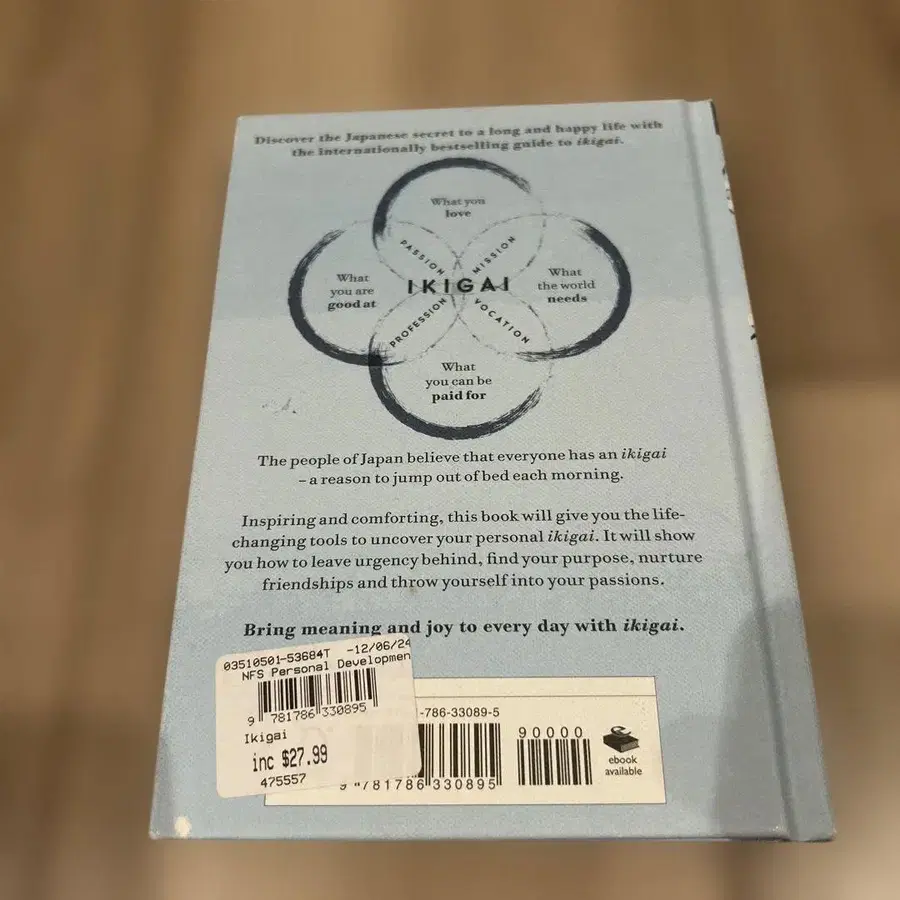 Discover the Japanese secret to a long and happy life with
the internationally bestselling guide to ikigai.
What you
love
PASSION
MISSION
What
you are
good at
IKIGAI
What
the world
needs
PROFESSION
VOCATION
What
you can be
paid for
The people of Japan believe that everyone has an ikigai
– a reason to jump out of bed each morning.
Inspiring and comforting, this book will give you the life-
changing tools to uncover your personal ikigai. It will show
you how to leave urgency behind, find your purpose, nurture
friendships and throw yourself into your passions.
Bring meaning and joy to every day with ikigai.
03510501-53684T -12/06/24
NFS Personal Developmen
9 781786 330895
Ikigai
inc $27.99
475557
-786-33089-5
90000
9 781786 330895
ebook
available